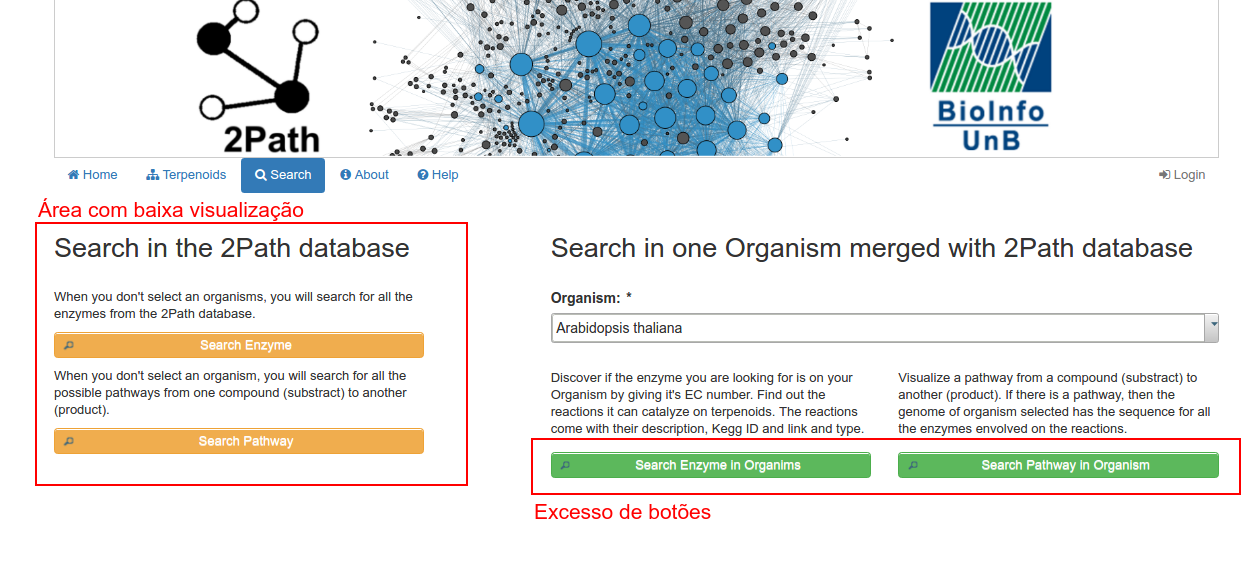 2Path
BioInfo
UnB
Home
Terpenoids
Search
About
Help
Login
Área com baixa visualização
Search in the 2Path database
When you don't select an organisms, you will search for all the
enzymes from the 2Path database.
Search Enzyme
When you don't select an organism, you will search for all the
possible pathways from one compound (substract) to another
(product).
Search Pathway
Search in one Organism merged with 2Path database
Organism: *
Arabidopsis thaliana
Discover if the enzyme you are looking for is on your
Organism by giving it's EC number. Find out the
reactions it can catalyze on terpenoids. The reactions
come with their description, Kegg ID and link and type.
Search Enzyme in Organims
Visualize a pathway from a compound (substract) to
another (product). If there is a pathway, then the
genome of organism selected has the sequence for all
the enzymes envolved on the reactions.
Search Pathway in Organism
Excesso de botões